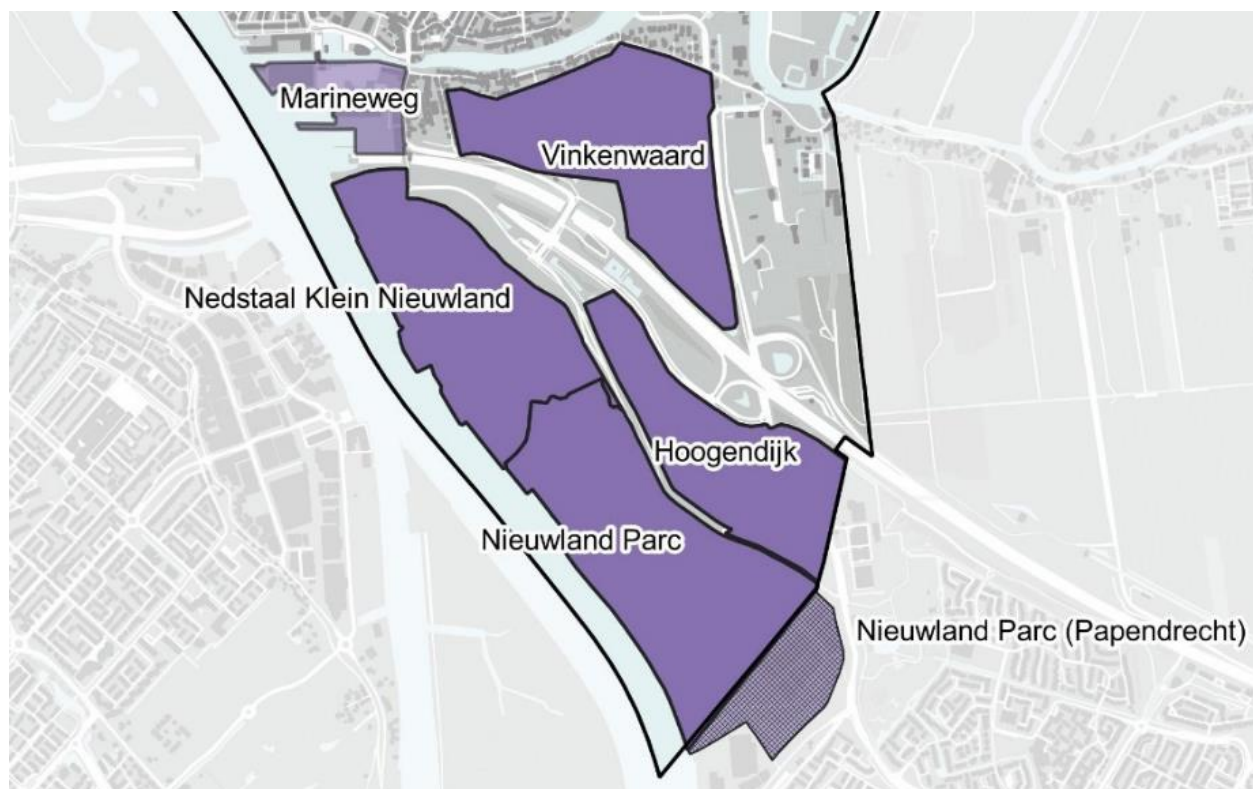 Marineweg
Vinkenwaard
Nedstaal Klein Nieuwland
Hoogendijk
Nieuwland Parc
Nieuwland Parc (Papendrecht)